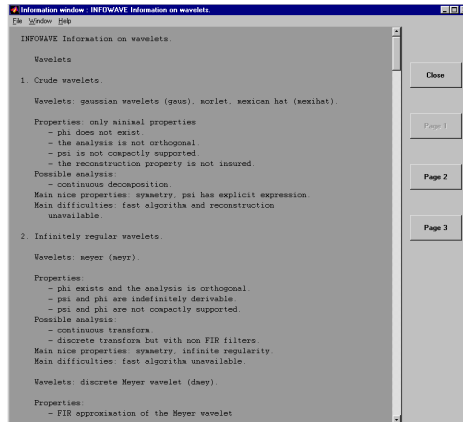 Information window : INFOWAVE Information on wavelets.
File Window Help
INFOWAVE Information on wavelets.
Wavelets
1. Crude wavelets.
Wavelets: gaussian wavelets (gaus), morlet, mexican hat (mexihat).
Properties: only minimal properties
- phi does not exist.
- the analysis is not orthogonal.
- psi is not compactly supported.
- the reconstruction property is not insured.
Possible analysis:
- continuous decomposition.
Main nice properties: symmetry, psi has explicit expression.
Main difficulties: fast algorithm and reconstruction
unavailable.
2. Infinitely regular wavelets.
Wavelets: meyer (meyr).
Properties:
- phi exists and the analysis is orthogonal.
- psi and phi are indefinitely derivable.
- psi and phi are not compactly supported.
Possible analysis:
- continuous transform.
- discrete transform but with non FIR filters.
Main nice properties: symmetry, infinite regularity.
Main difficulties: fast algorithm unavailable.
Wavelets: discrete Meyer wavelet (dmey).
Properties:
- FIR approximation of the Meyer wavelet
Close
Page 1
Page 2
Page 3